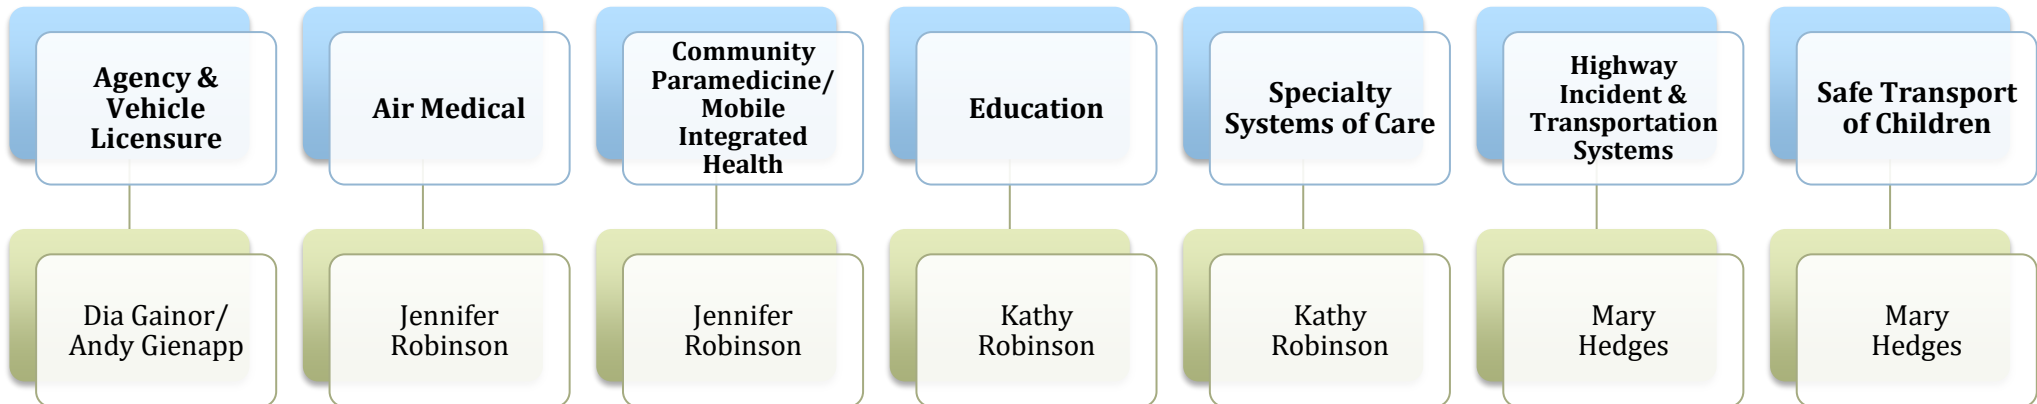 Agency &
Vehicle
Licensure
Air Medical
Community
Paramedicine/
Mobile
Integrated
Health
Education
Specialty
Systems of Care
Highway
Incident &
Transportation
Systems
Safe Transport
of Children
Dia Gainor/
Andy Gienapp
Jennifer
Robinson
Jennifer
Robinson
Kathy
Robinson
Kathy
Robinson
Mary
Hedges
Mary
Hedges